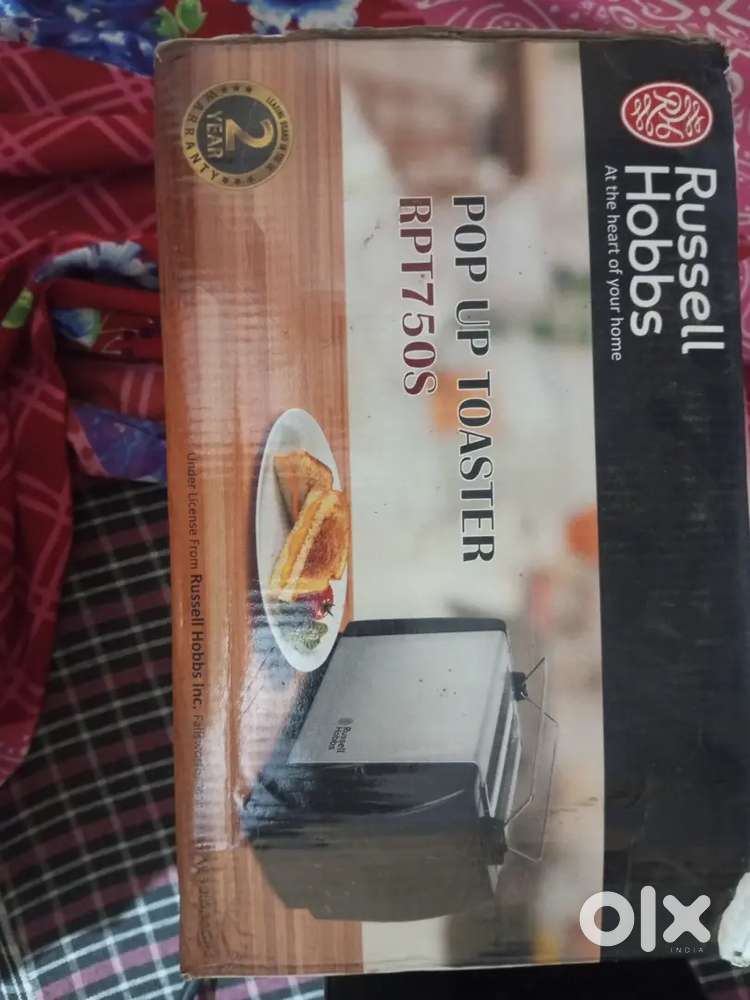 Russell
Hobbs
At the heart of your home
POP UP TOASTER
RPT750S
2
YEAR
WARRANTY
Russell
Hobbs
Under License From Russell Hobbs Inc.
olx
INDIA